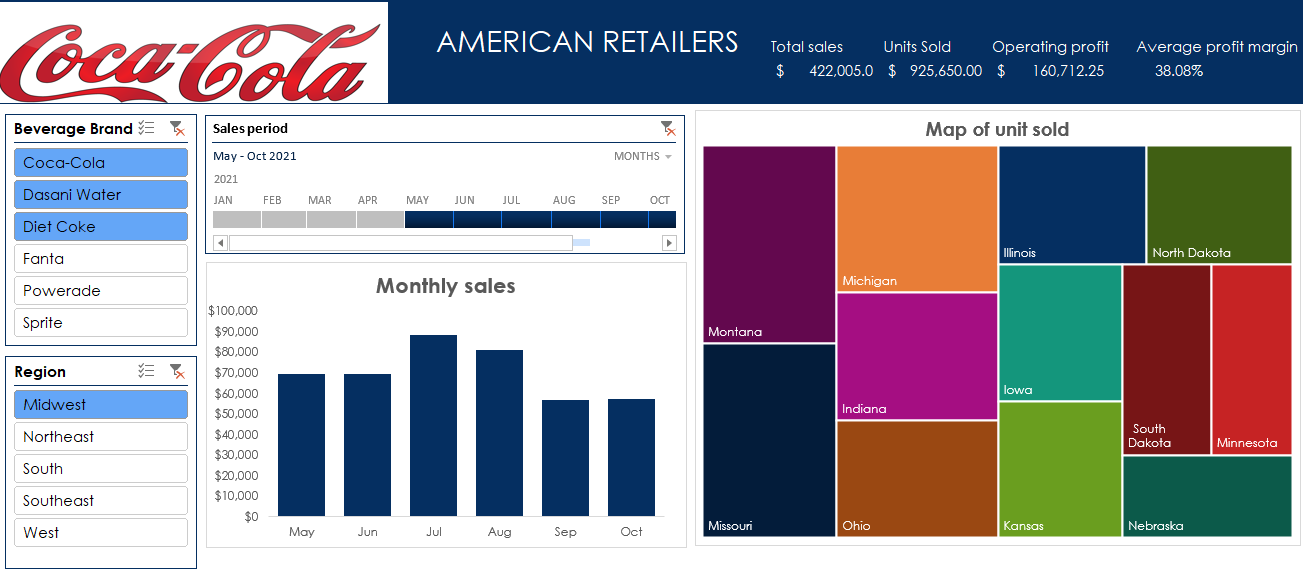 Coca-Cola
AMERICAN RETAILERS
Total sales
$ 422,005.0
Units Sold
$ 925,650.00
Operating profit
$ 160,712.25
Average profit margin
38.08%
Beverage Brand
Coca-Cola
Dasani Water
Diet Coke
Fanta
Powerade
Sprite
Region
Midwest
Northeast
South
Southeast
West
Sales period
May - Oct 2021
MONTHS
2021
JAN FEB MAR APR MAY JUN JUL AUG SEP OCT
Monthly sales
$100,000
$90,000
$80,000
$70,000
$60,000
$50,000
$40,000
$30,000
$20,000
$10,000
$0
May Jun Jul Aug Sep Oct
Map of unit sold
Montana
Missouri
Michigan
Indiana
Ohio
Illinois
North Dakota
Iowa
Kansas
South
Dakota
Minnesota
Nebraska